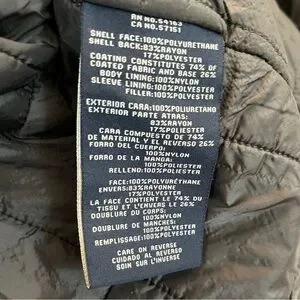 RN NO.54163
CA NO.57151
SHELL FACE:100%POLYURETHANE
SHELL BACK:83%RAYON
17%POLYESTER
COATING CONSTITUTES 74% OF
COATED FABRIC AND BASE 26%
BODY LINING:100%NYLON
SLEEVE LINING:100%POLYESTER
FILLER:100%POLYESTER
EXTERIOR CARA:100%POLIURETANO
EXTERIOR PARTE ATRAS:
83%RAYON
17%POLIESTER
CARA COMPUESTO DE 74%
DE MATERIAL Y EL REVERSO 26%
FORRO DEL CUERPO:
100%NYLON
FORRO DE LA MANGA:
100%POLIESTER
RELLENO:100%POLIESTER
FACE:100%POLYURÉTHANE
ENVERS:83%RAYONNE
17%POLYESTER
LA FACE CONTIENT LE 74% DU
TISSU ET L'ENVERS LE 26%
DOUBLURE DU CORPS:
100%NYLON
DOUBLURE DE MANCHES:
100%POLYESTER
REMPLISSAGE:100%POLYESTER
CARE ON REVERSE
CUIDADO AL REVERSO
SOIN SUR L'INVERSE